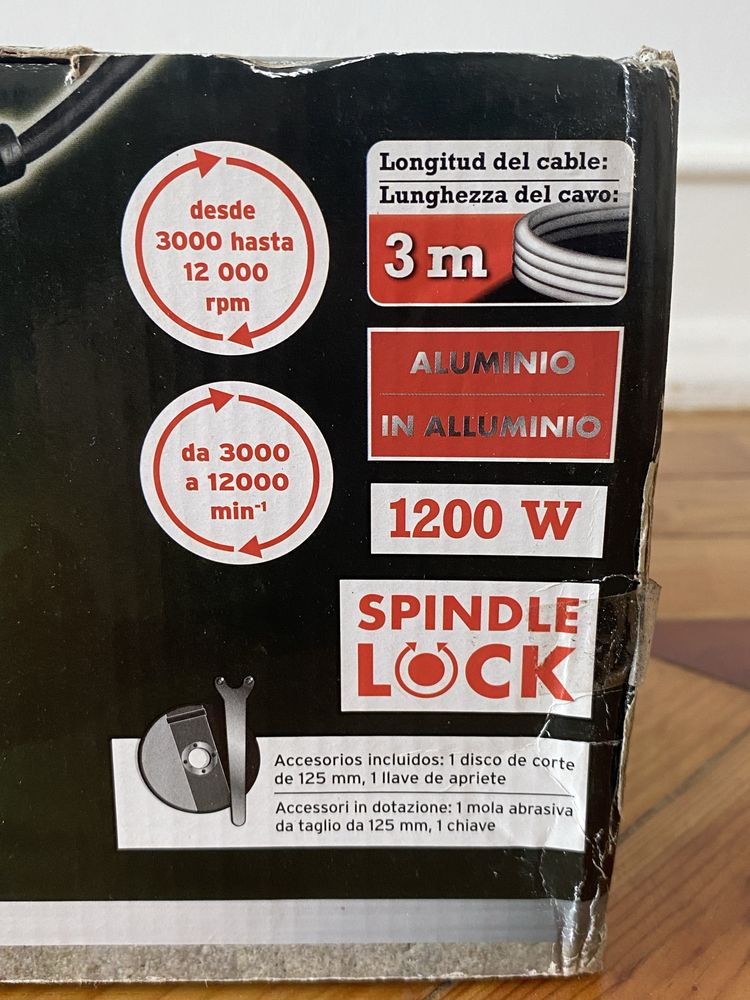 desde
3000 hasta
12 000
rpm
Longitud del cable:
Lunghezza del cavo:
3 m
ALUMINIO
IN ALLUMINIO
da 3000
a 12000
min⁻¹
1200 W
SPINDLE
LOCK
Accesorios incluidos: 1 disco de corte
de 125 mm, 1 llave de apriete
Accessori in dotazione: 1 mola abrasiva
da taglio da 125 mm, 1 chiave